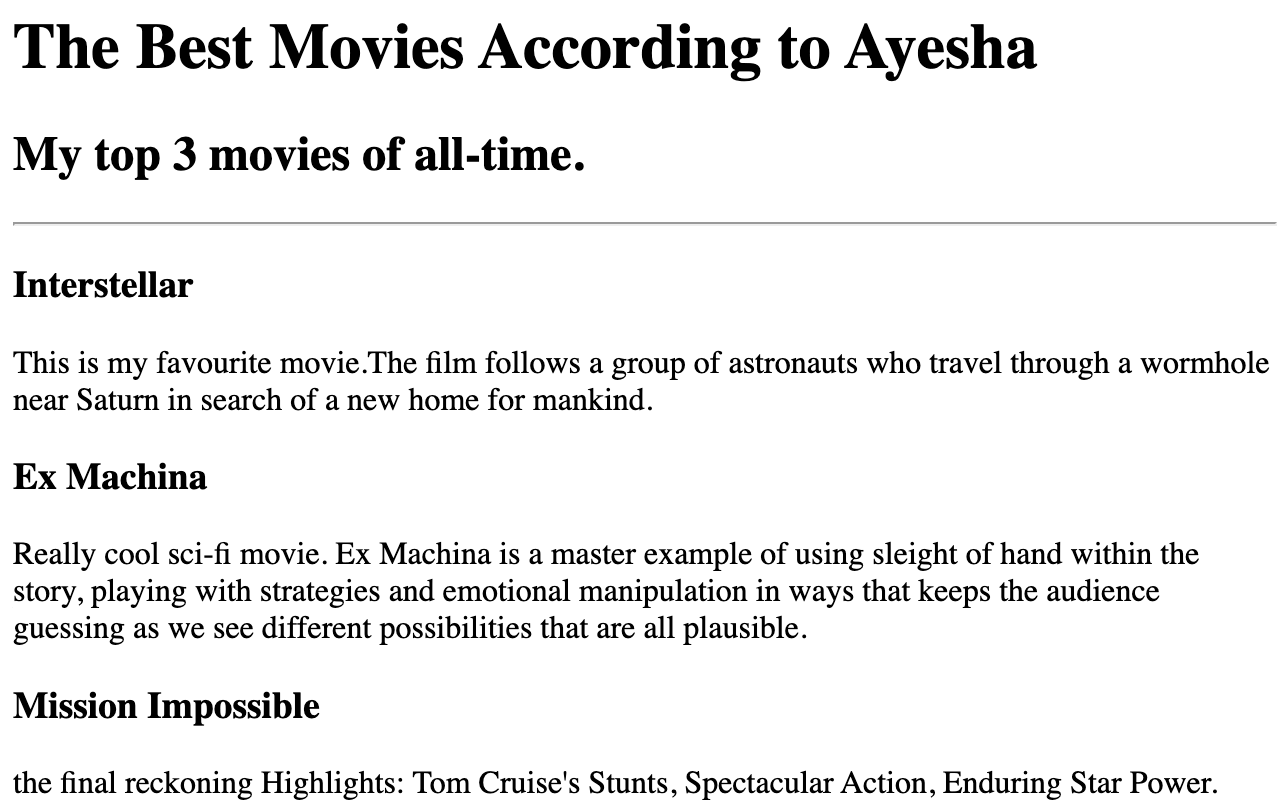 The Best Movies According to Ayesha
My top 3 movies of all-time.
Interstellar
This is my favourite movie.The film follows a group of astronauts who travel through a wormhole
near Saturn in search of a new home for mankind.
Ex Machina
Really cool sci-fi movie. Ex Machina is a master example of using sleight of hand within the
story, playing with strategies and emotional manipulation in ways that keeps the audience
guessing as we see different possibilities that are all plausible.
Mission Impossible
the final reckoning Highlights: Tom Cruise's Stunts, Spectacular Action, Enduring Star Power.